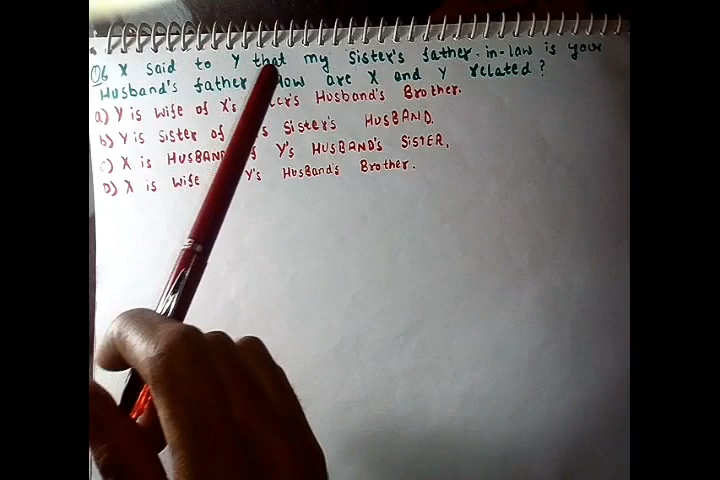 Q6 X said to Y that my Sister's father-in-law is your
Husband's father How are X and Y related?
a) Y is wife of X's Husband's Brother.
b) Y is Sister of Sister's HUSBAND.
c) X is HUSBAND Y's HUSBAND's SISTER.
D) X is wife Y's Husband's Brother.